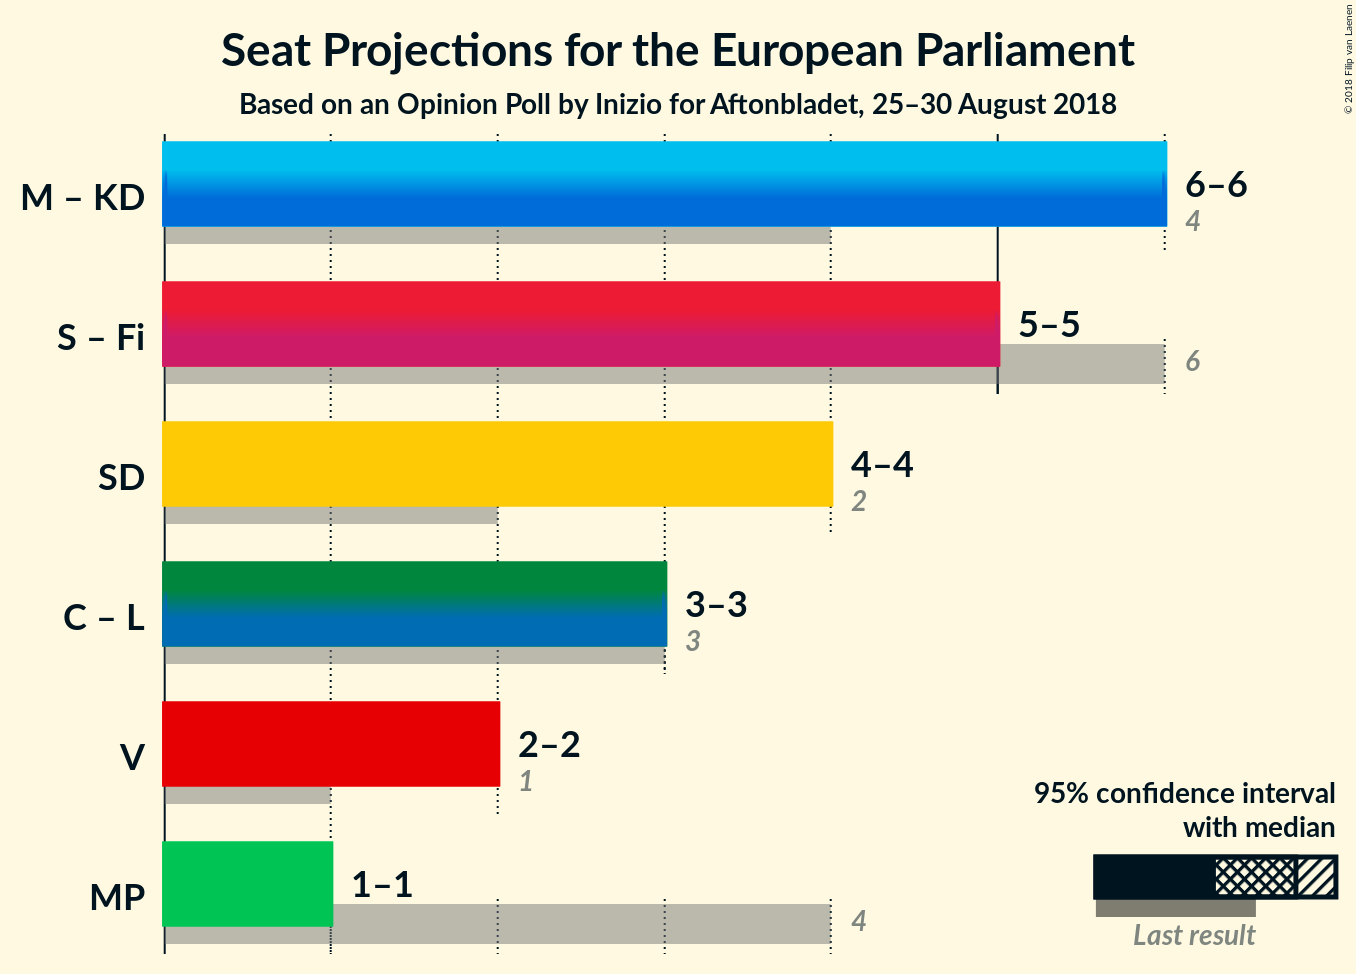 Seat Projections for the European Parliament
Based on an Opinion Poll by Inizio for Aftonbladet, 25–30 August 2018
© 2018 Filip van Laenen
M – KD
6–6
4
S – Fi
5–5
6
SD
4–4
2
C – L
3–3
3
V
2–2
1
MP
1–1
4
95% confidence interval
with median
Last result